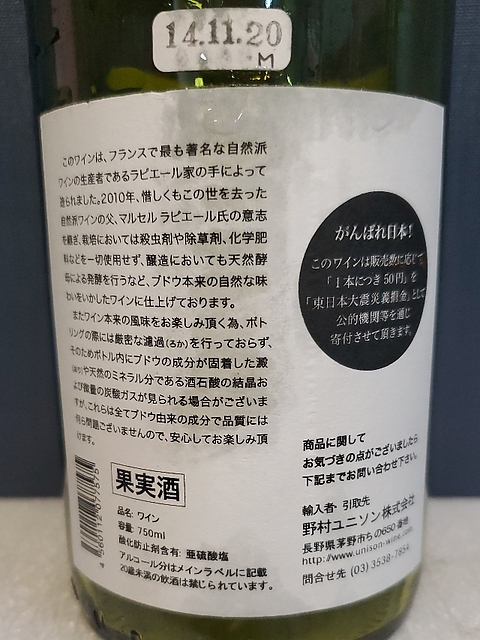 14.11.20
M
このワインは、フランスで最も著名な自然派
ワインの生産者であるラピエール家の手によって
造られました。2010年、惜しくもこの世を去った
自然派ワインの父、マルセル ラピエール氏の意志
を継ぎ、栽培においては殺虫剤や除草剤、化学肥
料などを一切使用せず、醸造においても天然酵
母による発酵を行うなど、ブドウ本来の自然な味
わいをいかしたワインに仕上げております。
またワイン本来の風味をお楽しみ頂く為、ボト
リングの際には厳密な濾過(ろか)を行っておらず、
そのためボトル内にブドウの成分が固着した澱
(おり)や天然のミネラル分である酒石酸の結晶お
よび微量の炭酸ガスが見られる場合がございま
すが、これらは全てブドウ由来の成分で品質には
何ら問題ございませんので、安心してお楽しみ頂
けます。
がんばれ日本!
このワインは販売数に応じて
「1本につき50円」を
「東日本大震災義捐金」として
公的機関等を通じ
寄付させて頂きます。
果実酒
品名: ワイン
容量: 750ml
酸化防止剤含有: 亜硫酸塩
アルコール分はメインラベルに記載
20歳未満の飲酒は禁じられています。
商品に関して
お気づきの点がございましたら
下記までお問い合わせ下さい。
輸入者・引取先
野村ユニソン株式会社
長野県茅野市ちの650番地
http://www.unison-wine.com
問合せ先 (03) 3538-7854